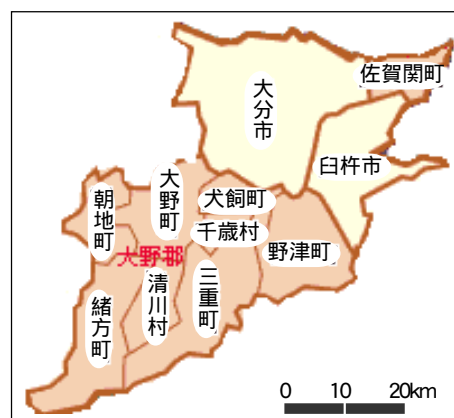 佐賀関町
大分市
臼杵市
大野町
犬飼町
朝地町
千歳村
野津町
大野郡
清川村
三重町
緒方町
0 10 20km